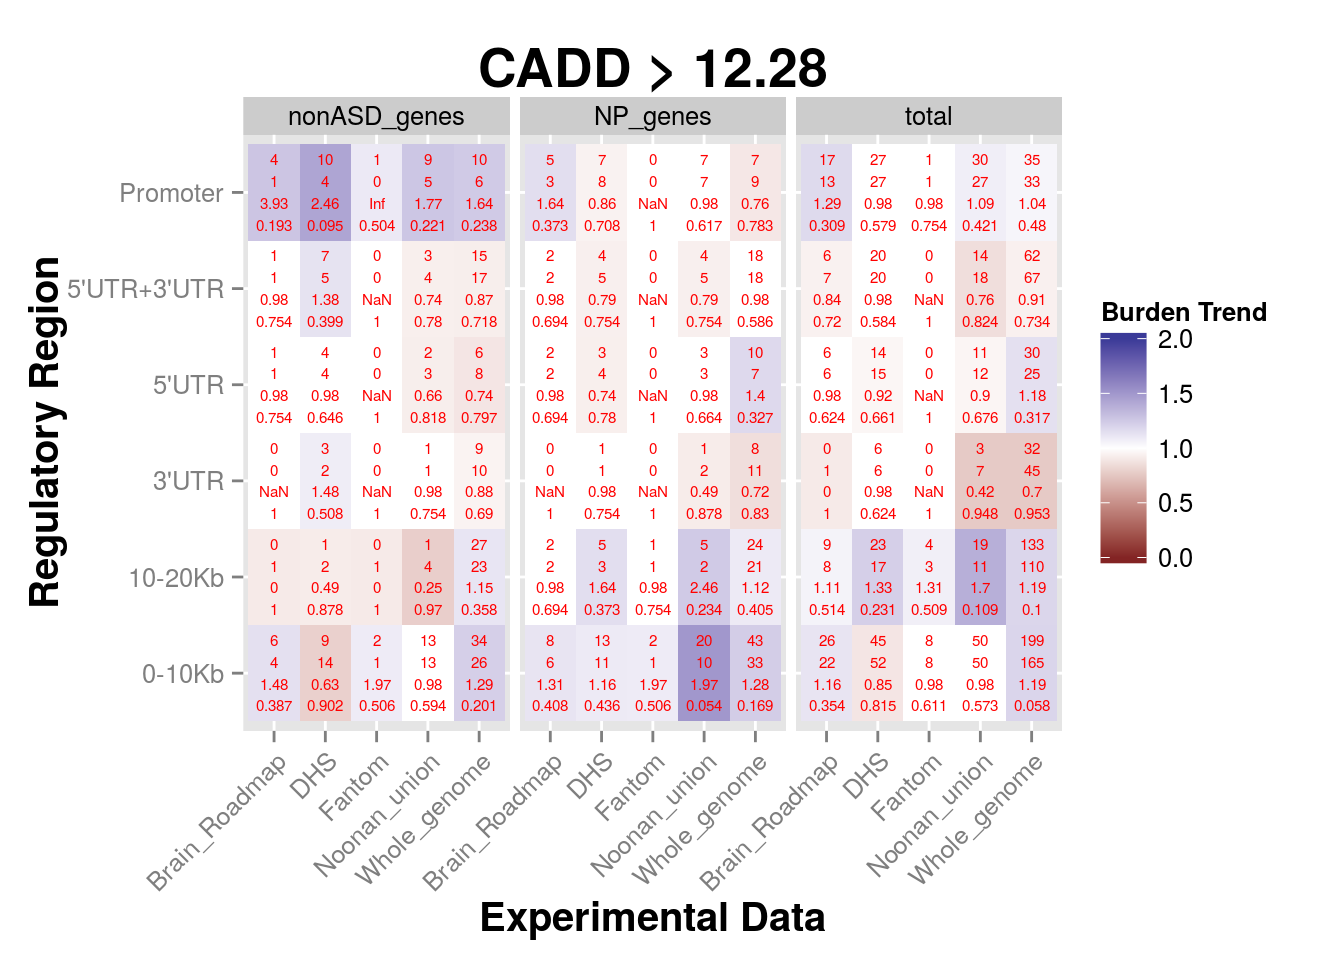 CADD > 12.28
nonASD_genes NP_genes total
4 10 1 9 10 5 7 0 7 7 17 27 1 30 35
1 4 0 5 6 3 8 0 7 9 13 27 1 27 33
3.93 2.46 Inf 1.77 1.64 1.64 0.86 NaN 0.98 0.76 1.29 0.98 0.98 1.09 1.04
0.193 0.095 0.504 0.221 0.238 0.373 0.708 1 0.617 0.783 0.309 0.579 0.754 0.421 0.48
Promoter
1 7 0 3 15 2 4 0 4 18 6 20 0 14 62
1 5 0 4 17 2 5 0 5 18 7 20 0 18 67
0.98 1.38 NaN 0.74 0.87 0.98 0.79 NaN 0.79 0.98 0.84 0.98 NaN 0.76 0.91
0.754 0.399 1 0.78 0.718 0.694 0.754 1 0.754 0.586 0.72 0.584 1 0.824 0.734
5'UTR+3'UTR
1 4 0 2 6 2 3 0 3 10 6 14 0 11 30
1 4 0 3 8 2 4 0 3 7 6 15 0 12 25
0.98 0.98 NaN 0.66 0.74 0.98 0.74 NaN 0.98 1.4 0.98 0.92 NaN 0.9 1.18
0.754 0.646 1 0.818 0.797 0.694 0.78 1 0.664 0.327 0.624 0.661 1 0.676 0.317
5'UTR
0 3 0 1 9 0 1 0 1 8 0 6 0 3 32
0 2 0 1 10 0 1 0 2 11 1 6 0 7 45
NaN 1.48 NaN 0.98 0.88 NaN 0.98 NaN 0.49 0.72 0 0.98 NaN 0.42 0.7
1 0.508 1 0.754 0.69 1 0.754 1 0.878 0.83 1 0.624 1 0.948 0.953
3'UTR
0 1 0 1 27 2 5 1 5 24 9 23 4 19 133
1 2 1 4 23 2 3 1 2 21 8 17 3 11 110
0 0.49 0 0.25 1.15 0.98 1.64 0.98 2.46 1.12 1.11 1.33 1.31 1.7 1.19
1 0.878 1 0.97 0.358 0.694 0.373 0.754 0.234 0.405 0.514 0.231 0.509 0.109 0.1
10-20Kb
6 9 2 13 34 8 13 2 20 43 26 45 8 50 199
4 14 1 13 26 6 11 1 10 33 22 52 8 50 165
1.48 0.63 1.97 0.98 1.29 1.31 1.16 1.97 1.97 1.28 1.16 0.85 0.98 0.98 1.19
0.387 0.902 0.506 0.594 0.201 0.408 0.436 0.506 0.054 0.169 0.354 0.815 0.611 0.573 0.058
0-10Kb
Brain_Roadmap DHS Fantom Noonan_union Whole_genome Brain_Roadmap DHS Fantom Noonan_union Whole_genome Brain_Roadmap DHS Fantom Noonan_union Whole_genome
Experimental Data
Regulatory Region
Burden Trend
2.0
1.5
1.0
0.5
0.0